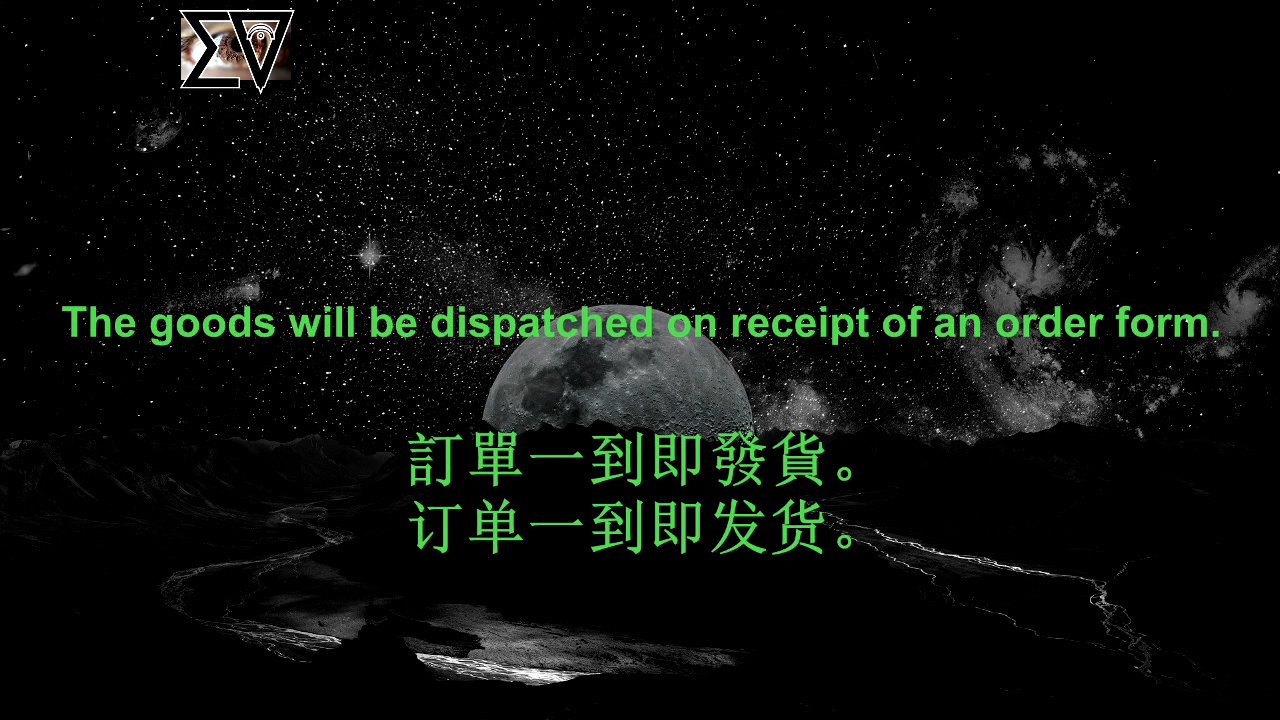 The goods will be dispatched on receipt of an order form.
訂單一到即發貨。
订单一到即发货。